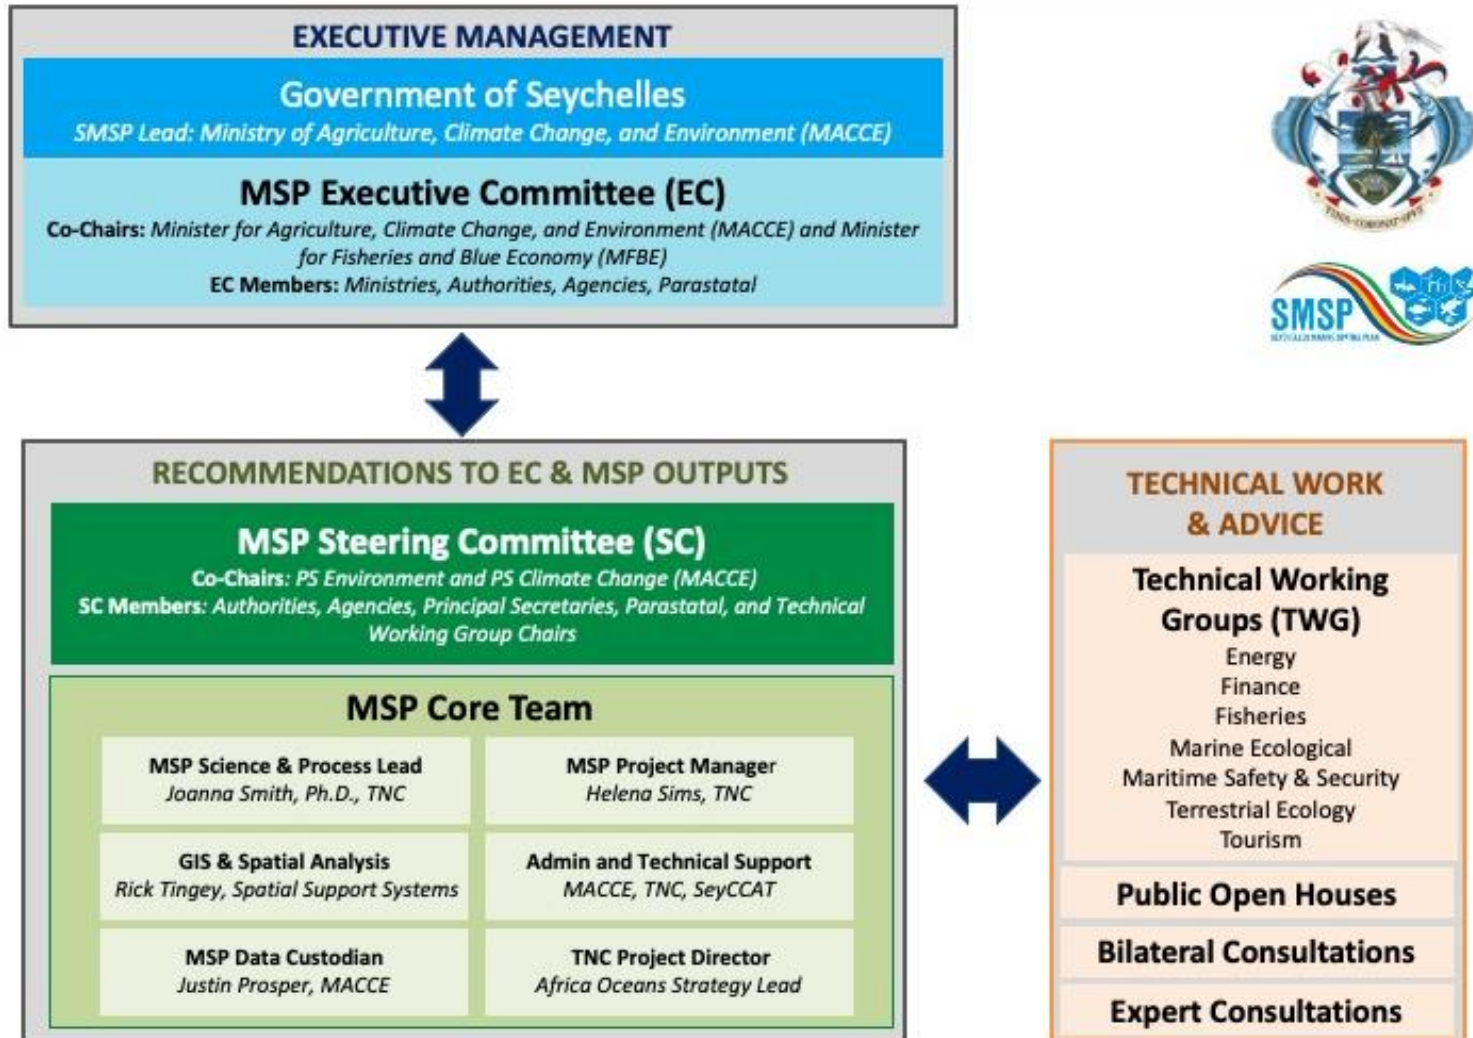 EXECUTIVE MANAGEMENT
Government of Seychelles
SMSP Lead: Ministry of Agriculture, Climate Change, and Environment (MACCE)
MSP Executive Committee (EC)
Co-Chairs: Minister for Agriculture, Climate Change, and Environment (MACCE) and Minister
for Fisheries and Blue Economy (MFBE)
EC Members: Ministries, Authorities, Agencies, Parastatal
SMSP
RECOMMENDATIONS TO EC & MSP OUTPUTS
MSP Steering Committee (SC)
Co-Chairs: PS Environment and PS Climate Change (MACCE)
SC Members: Authorities, Agencies, Principal Secretaries, Parastatal, and Technical
Working Group Chairs
MSP Core Team
MSP Science & Process Lead
Joanna Smith, Ph.D., TNC
MSP Project Manager
Helena Sims, TNC
GIS & Spatial Analysis
Rick Tingey, Spatial Support Systems
Admin and Technical Support
MACCE, TNC, SeyCCAT
MSP Data Custodian
Justin Prosper, MACCE
TNC Project Director
Africa Oceans Strategy Lead
TECHNICAL WORK
& ADVICE
Technical Working
Groups (TWG)
Energy
Finance
Fisheries
Marine Ecological
Maritime Safety & Security
Terrestrial Ecology
Tourism
Public Open Houses
Bilateral Consultations
Expert Consultations